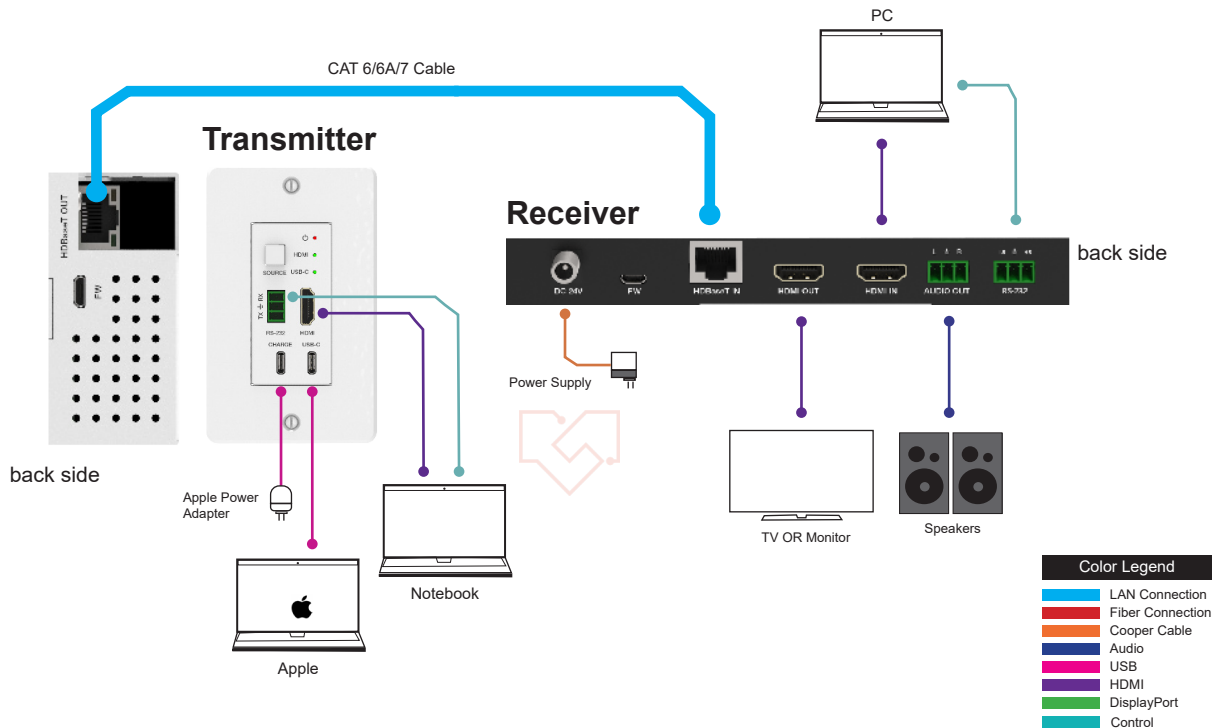 PC
CAT 6/6A/7 Cable
Transmitter
HDBaseT OUT
FW
back side
HDMI
SOURCE USB-C
TX RX
RS-232 HDMI
CHARGE USB-C
Receiver
back side
DC 24V FW HDBaseT IN HDMI OUT HDMI IN AUDIO OUT RS-232
Power Supply
Apple Power
Adapter
Notebook
Apple
TV OR Monitor
Speakers
Color Legend
LAN Connection
Fiber Connection
Cooper Cable
Audio
USB
HDMI
DisplayPort
Control